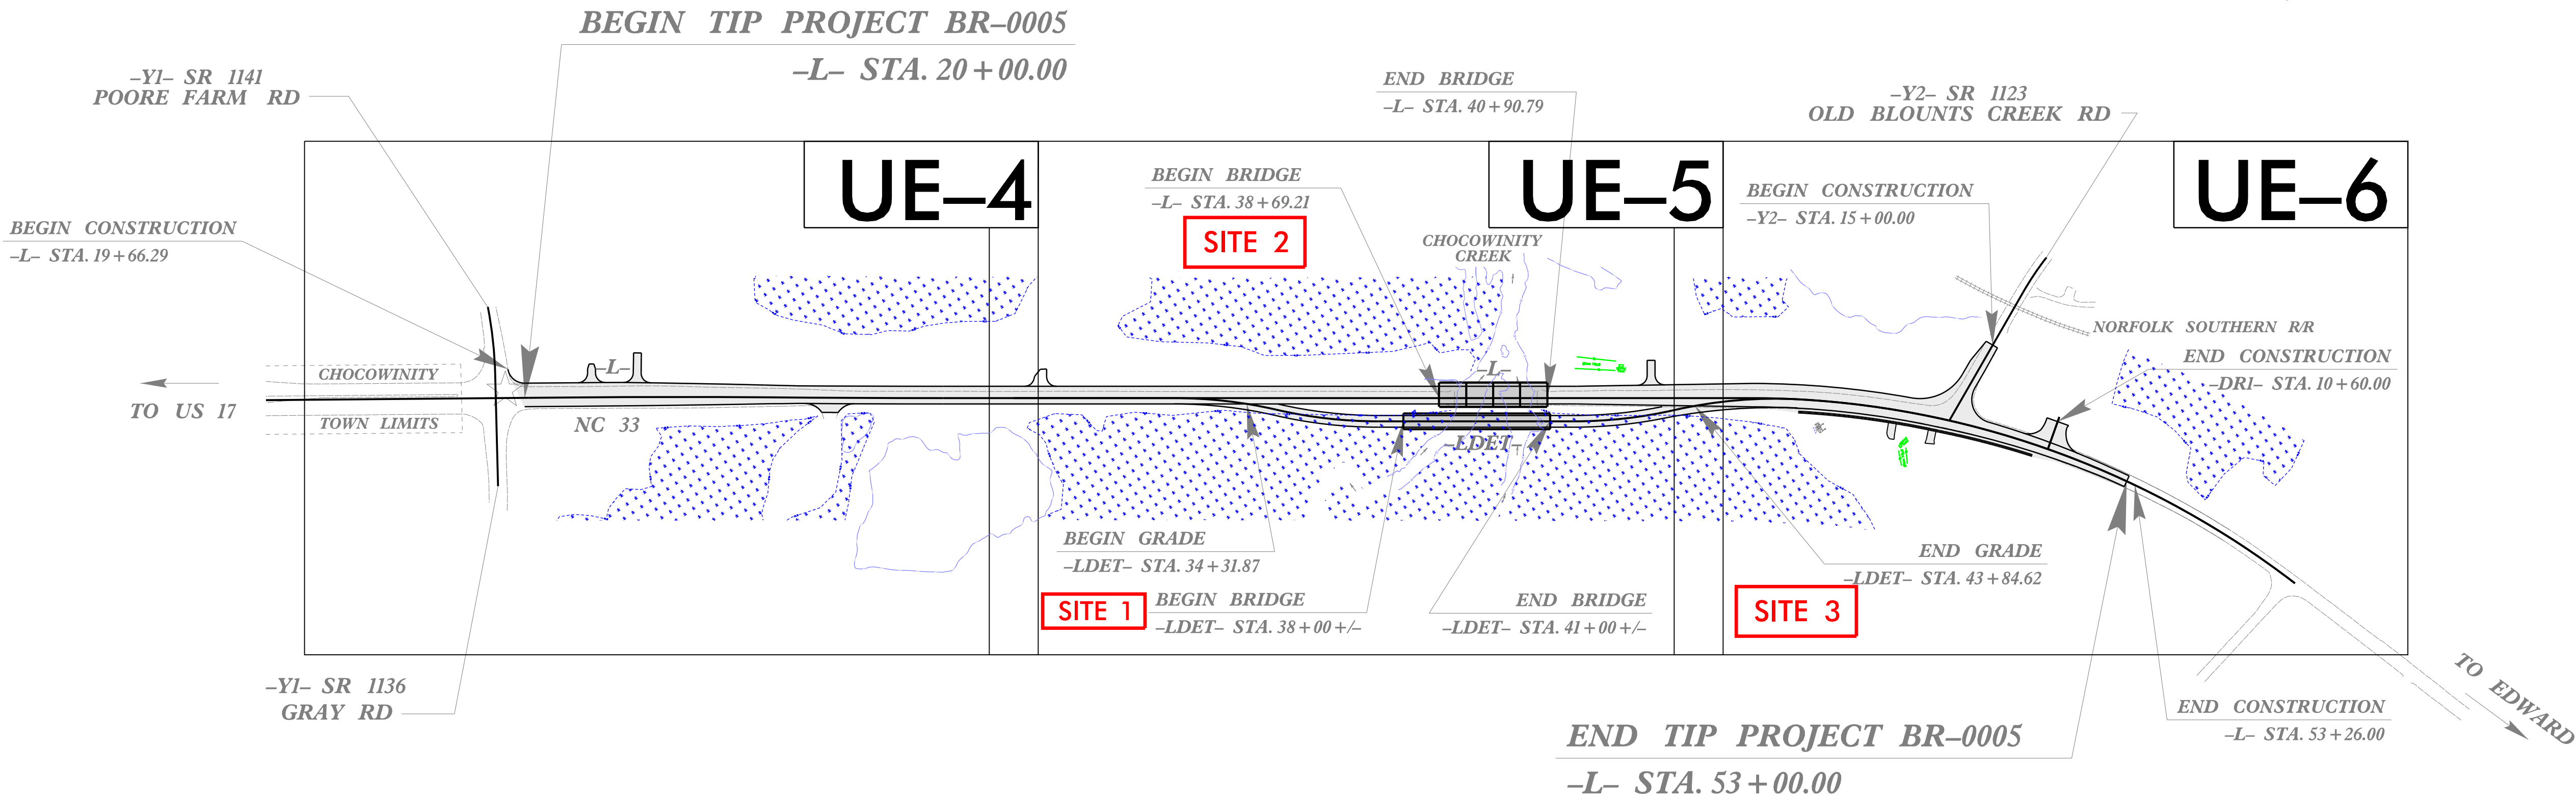 BEGIN TIP PROJECT BR–0005
–L– STA. 20+00.00
–Y1– SR 1141
POORE FARM RD
END BRIDGE
–L– STA. 40+90.79
–Y2– SR 1123
OLD BLOUNTS CREEK RD
UE–4
UE–5
UE–6
BEGIN BRIDGE
–L– STA. 38+69.21
SITE 2
BEGIN CONSTRUCTION
–Y2– STA. 15+00.00
BEGIN CONSTRUCTION
–L– STA. 19+66.29
CHOCOWINITY
CREEK
NORFOLK SOUTHERN R/R
END CONSTRUCTION
–DR1– STA. 10+60.00
–L–
–L–
CHOCOWINITY
TOWN LIMITS
TO US 17
NC 33
–LDET–
BEGIN GRADE
–LDET– STA. 34+31.87
END GRADE
–LDET– STA. 43+84.62
SITE 1
BEGIN BRIDGE
–LDET– STA. 38+00 +/–
END BRIDGE
–LDET– STA. 41+00 +/–
SITE 3
–Y1– SR 1136
GRAY RD
TO EDWARD
END CONSTRUCTION
–L– STA. 53+26.00
END TIP PROJECT BR–0005
–L– STA. 53+00.00